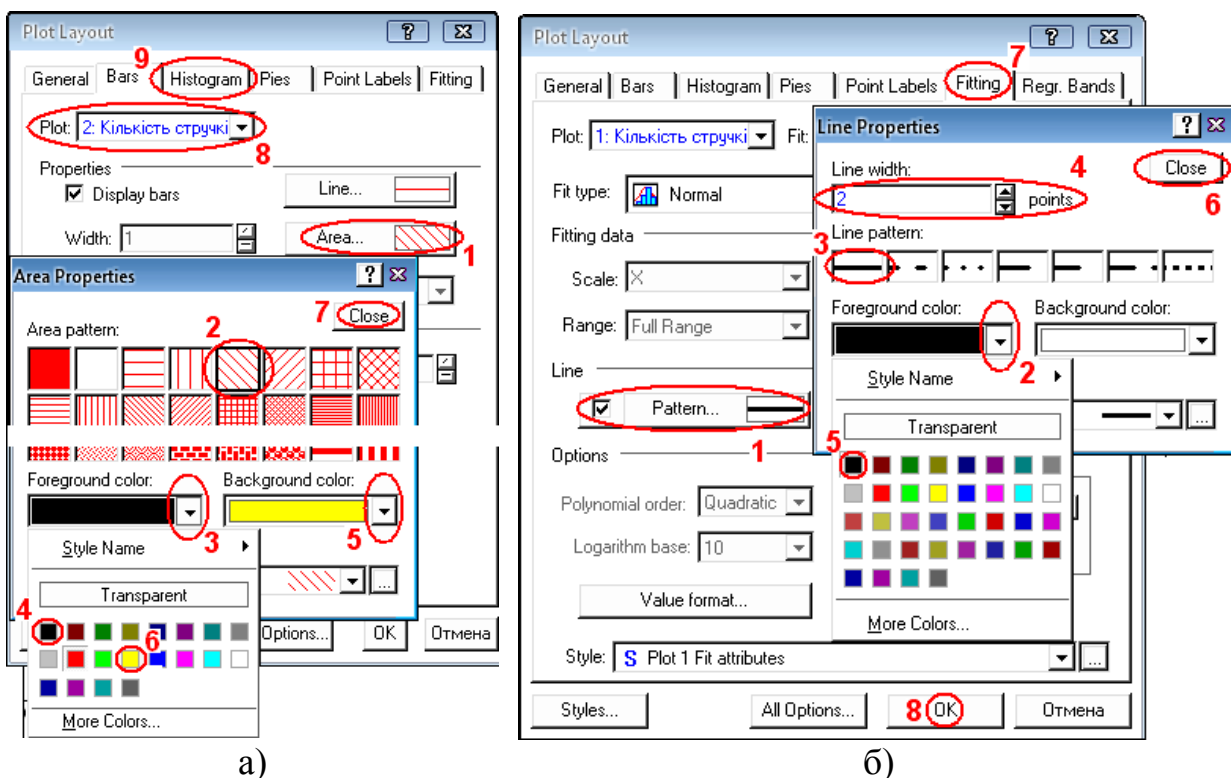 Plot Layout
9
General Bars Histogram Pies Point Labels Fitting
Plot: 2: Кількість стручкі
8
Properties
Display bars
Line...
Width: 1
Area...
1
Area Properties
7 Close
Area pattern:
2
Foreground color:
Background color:
3
5
Style Name
Transparent
...
4
6
Options...
OK
Отмена
More Colors...
а)
Plot Layout
7
General Bars Histogram Pies Point Labels Fitting Regr. Bands
Plot: 1: Кількість стручкі Fit:
Fit type: Normal
Fitting data
Scale: X
Range: Full Range
Line
Pattern...
1
Options
Polynomial order: Quadratic
Logarithm base: 10
Value format...
Style: S Plot 1 Fit attributes
...
Styles...
All Options...
8 OK
Отмена
Line Properties
4
Close
6
Line width:
2 points
3 Line pattern:
Foreground color:
Background color:
2
Style Name
Transparent
...
5
More Colors...
б)